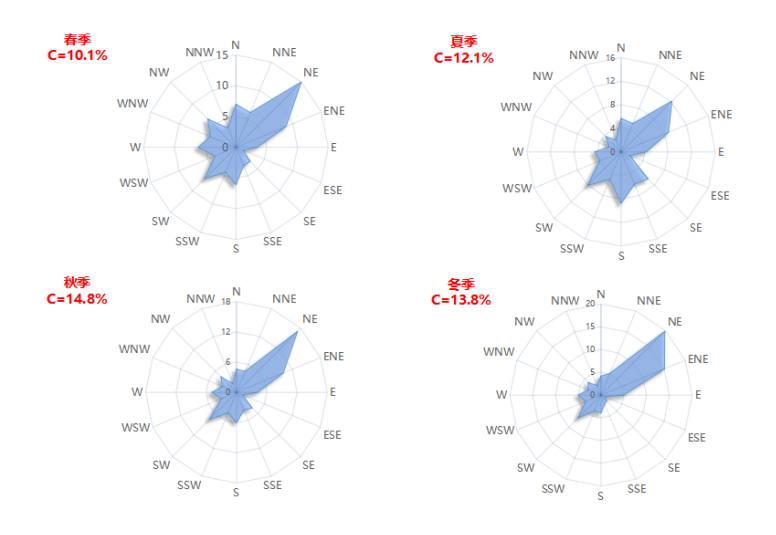 春季
C=10.1%
N
NNE
NE
ENE
E
ESE
SE
SSE
S
SSW
SW
WSW
W
WNW
NW
NNW
15
10
5
0
夏季
C=12.1%
N
NNE
NE
ENE
E
ESE
SE
SSE
S
SSW
SW
WSW
W
WNW
NW
NNW
16
12
8
4
0
秋季
C=14.8%
N
NNE
NE
ENE
E
ESE
SE
SSE
S
SSW
SW
WSW
W
WNW
NW
NNW
18
12
6
0
冬季
C=13.8%
N
NNE
NE
ENE
E
ESE
SE
SSE
S
SSW
SW
WSW
W
WNW
NW
NNW
20
15
10
5
0